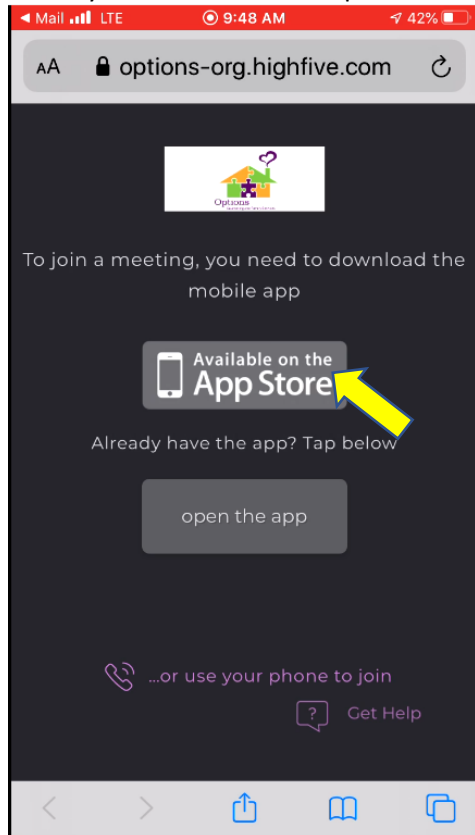 Mail LTE 9:48 AM 42%
AA options-org.highfive.com
Options
To join a meeting, you need to download the
mobile app
Available on the
App Store
Already have the app? Tap below
open the app
...or use your phone to join
? Get Help